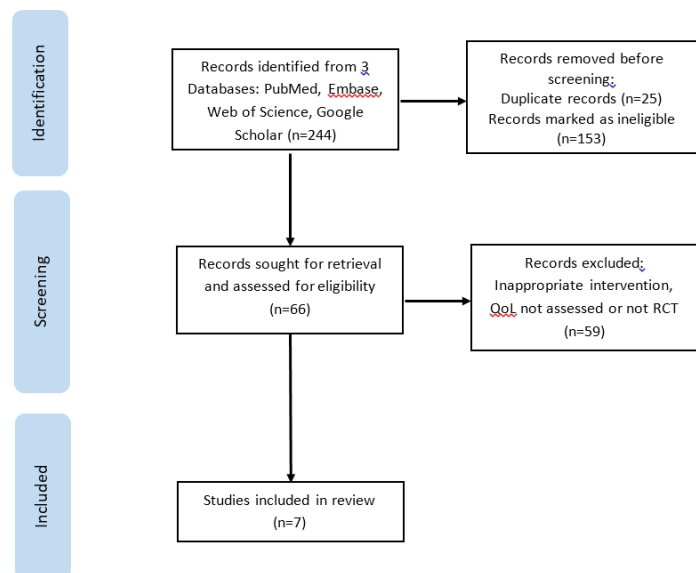 Identification
Records identified from 3
Databases: PubMed, Embase,
Web of Science, Google
Scholar (n=244)
Records removed before
screening:
Duplicate records (n=25)
Records marked as ineligible
(n=153)
Screening
Records sought for retrieval
and assessed for eligibility
(n=66)
Records excluded:
Inappropriate intervention,
QoL not assessed or not RCT
(n=59)
Included
Studies included in review
(n=7)